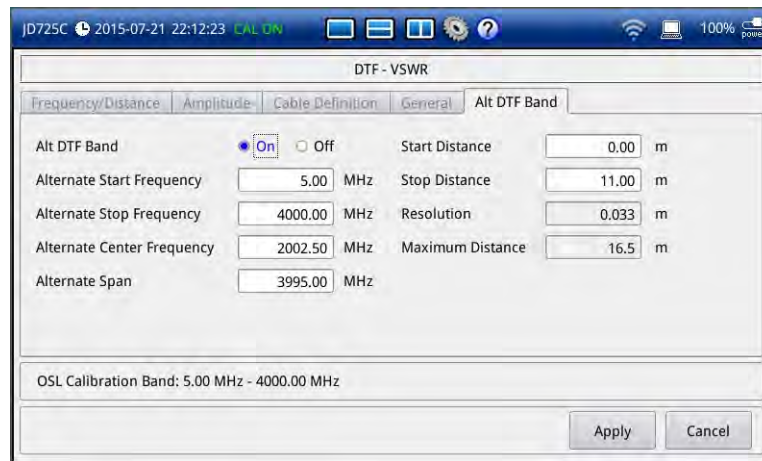 JD725C 2015-07-21 22:12:23 CAL ON ? 100%
DTF - VSWR
Frequency/Distance Amplitude Cable Definition General Alt DTF Band
Alt DTF Band On Off Start Distance 0.00 m
Alternate Start Frequency 5.00 MHz Stop Distance 11.00 m
Alternate Stop Frequency 4000.00 MHz Resolution 0.033 m
Alternate Center Frequency 2002.50 MHz Maximum Distance 16.5 m
Alternate Span 3995.00 MHz
OSL Calibration Band: 5.00 MHz - 4000.00 MHz
Apply Cancel